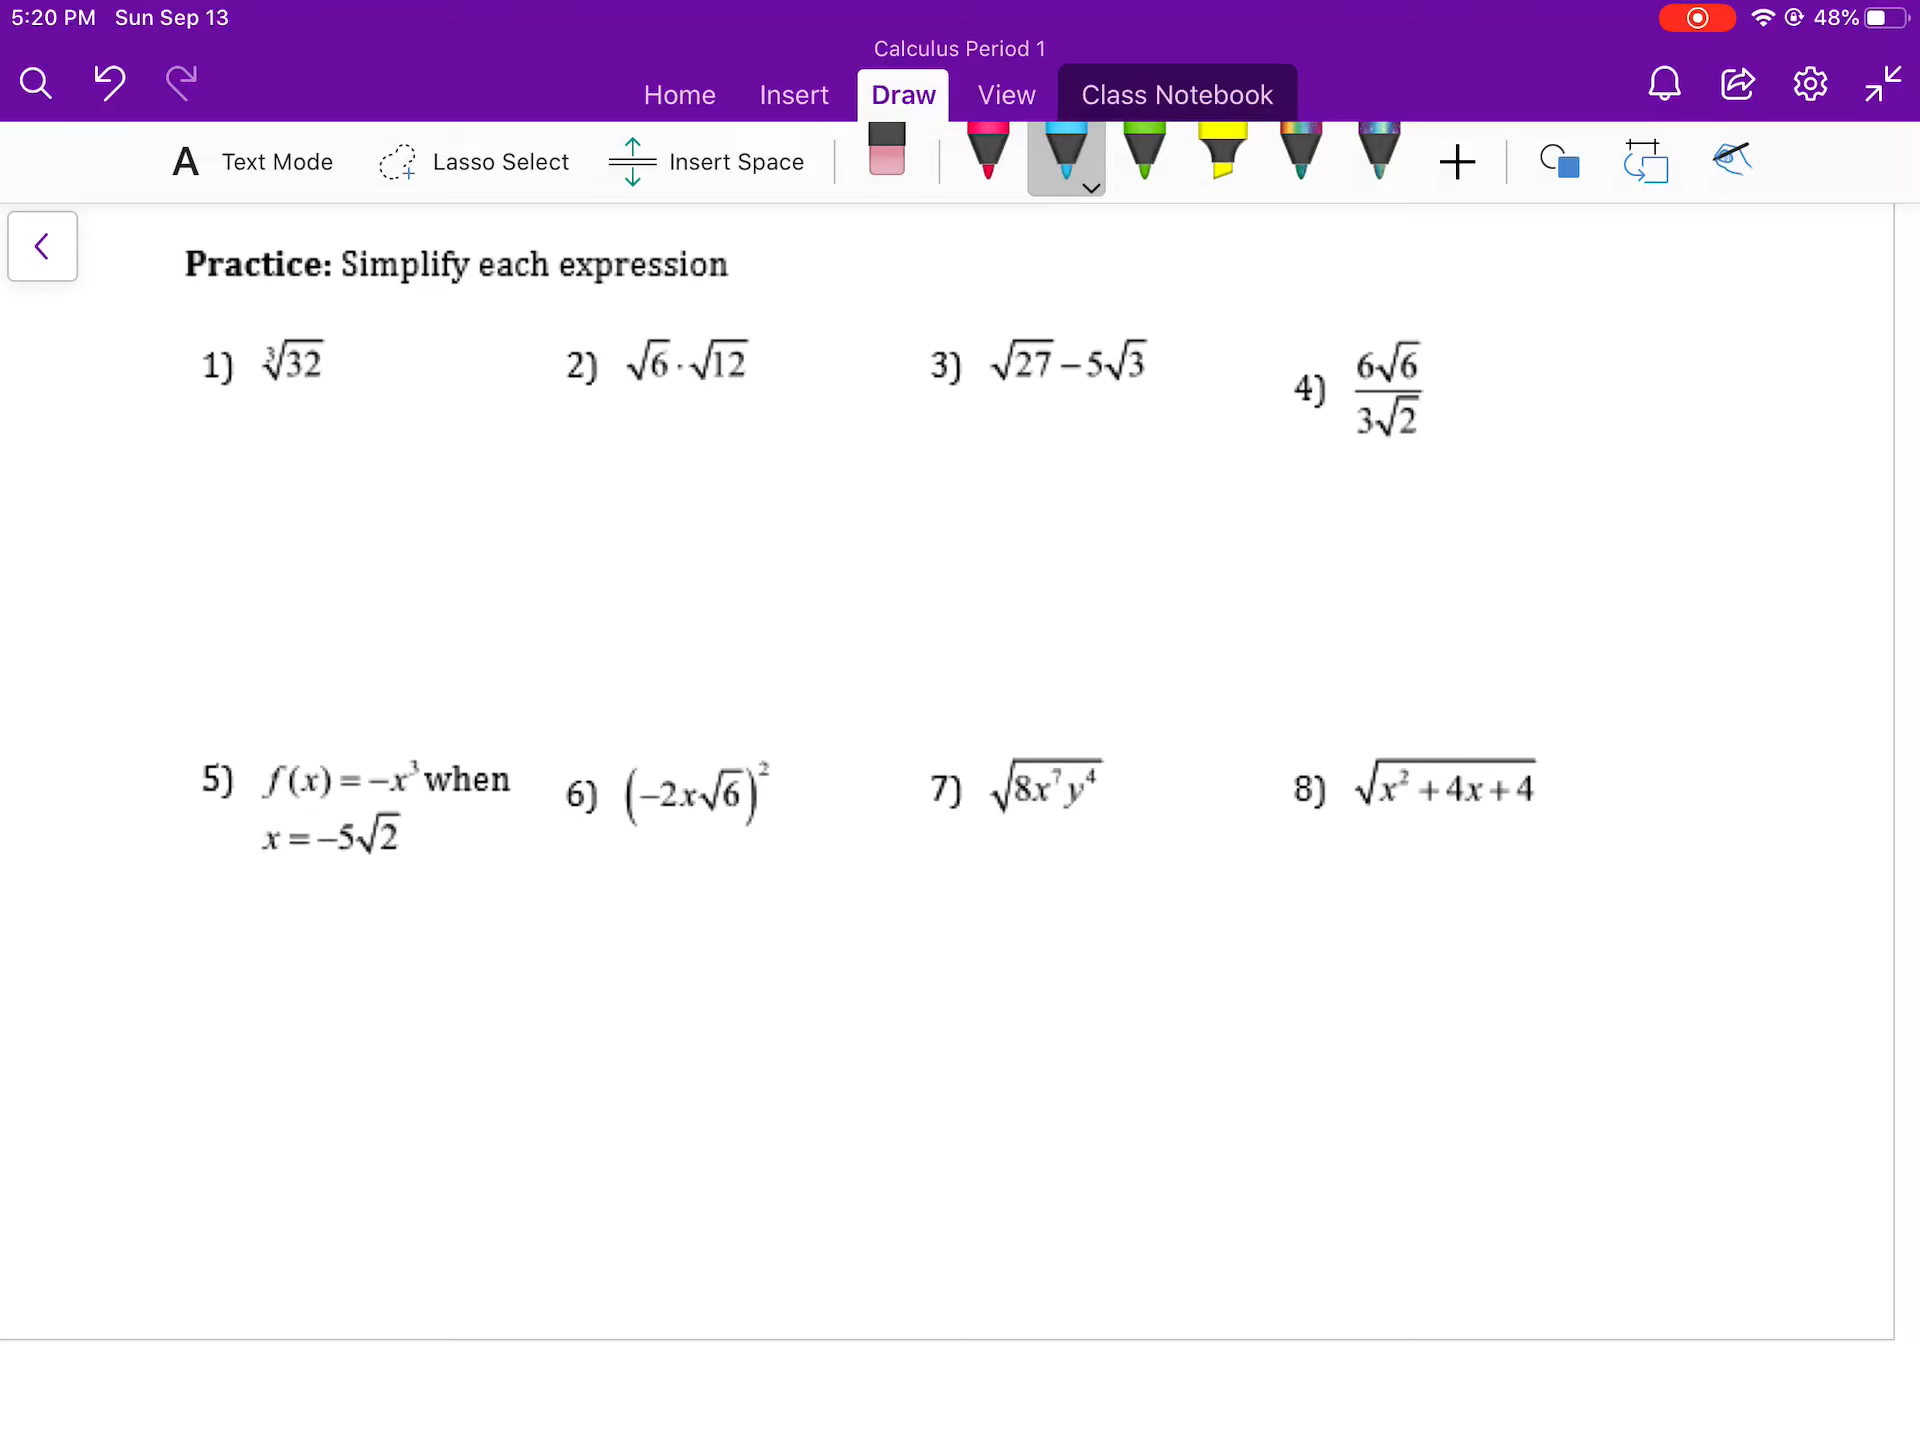 5:20 PM Sun Sep 13 48%
Calculus Period 1
Home Insert Draw View Class Notebook
A Text Mode Lasso Select Insert Space
Practice: Simplify each expression
1) ∛32 2) √6·√12 3) √27 – 5√3 4) 6√6 / 3√2
5) f(x) = –x³ when 6) (–2x√6)² 7) √(8x⁷y⁴) 8) √(x² + 4x + 4)
x = –5√2